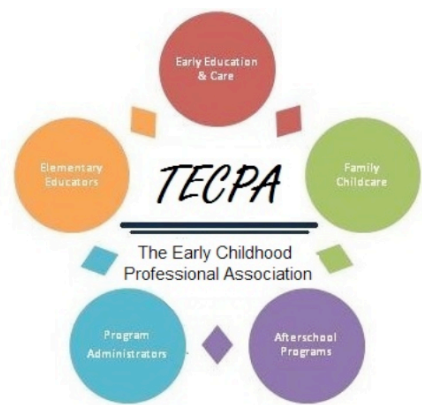 Early Education
& Care
Elementary
Educators
Family
Childcare
TECPA
The Early Childhood
Professional Association
Program
Administrators
Afterschool
Programs